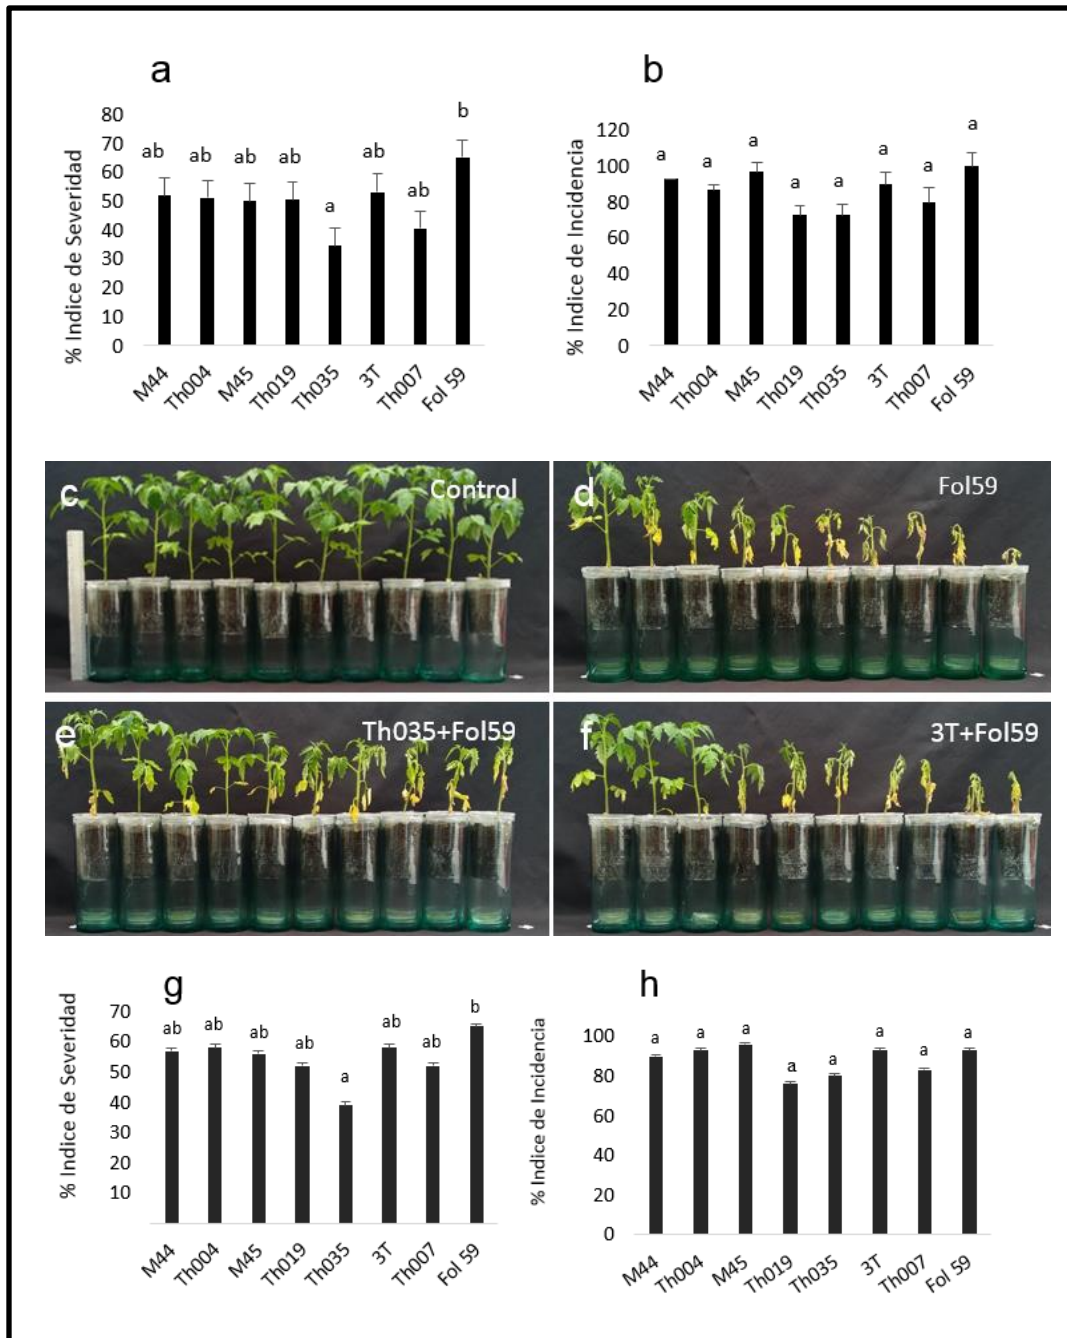 a
% Indice de Severidad
80
70
60
50
40
30
20
10
0
ab ab ab ab a ab ab b
M44 Th004 M45 Th019 Th035 3T Th007 Fol 59
b
% Indice de Incidencia
120
100
80
60
40
20
0
a a a a a a a a
M44 Th004 M45 Th019 Th035 3T Th007 Fol 59
c Control
d Fol59
e Th035+Fol59
f 3T+Fol59
g
% Indice de Severidad
70
60
50
40
30
20
10
ab ab ab ab a ab ab b
M44 Th004 M45 Th019 Th035 3T Th007 Fol 59
h
% Indice de Incidencia
100
80
60
40
20
0
a a a a a a a a
M44 Th004 M45 Th019 Th035 3T Th007 Fol 59